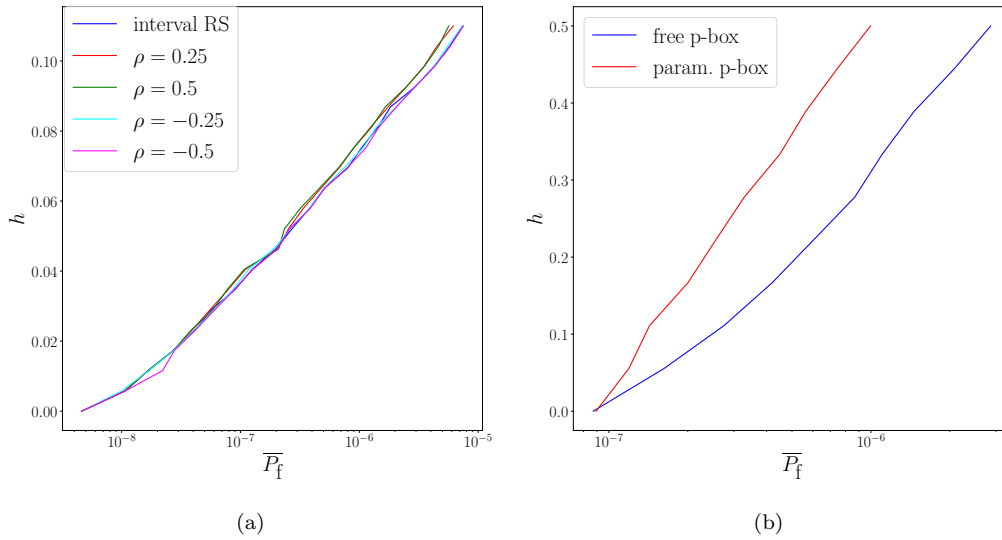 interval RS
ρ = 0.25
ρ = 0.5
ρ = −0.25
ρ = −0.5
0.10
0.08
0.06
0.04
0.02
0.00
h
10⁻⁸
10⁻⁷
10⁻⁶
10⁻⁵
P̅f
(a)
free p-box
param. p-box
0.5
0.4
0.3
0.2
0.1
0.0
h
10⁻⁷
10⁻⁶
P̅f
(b)